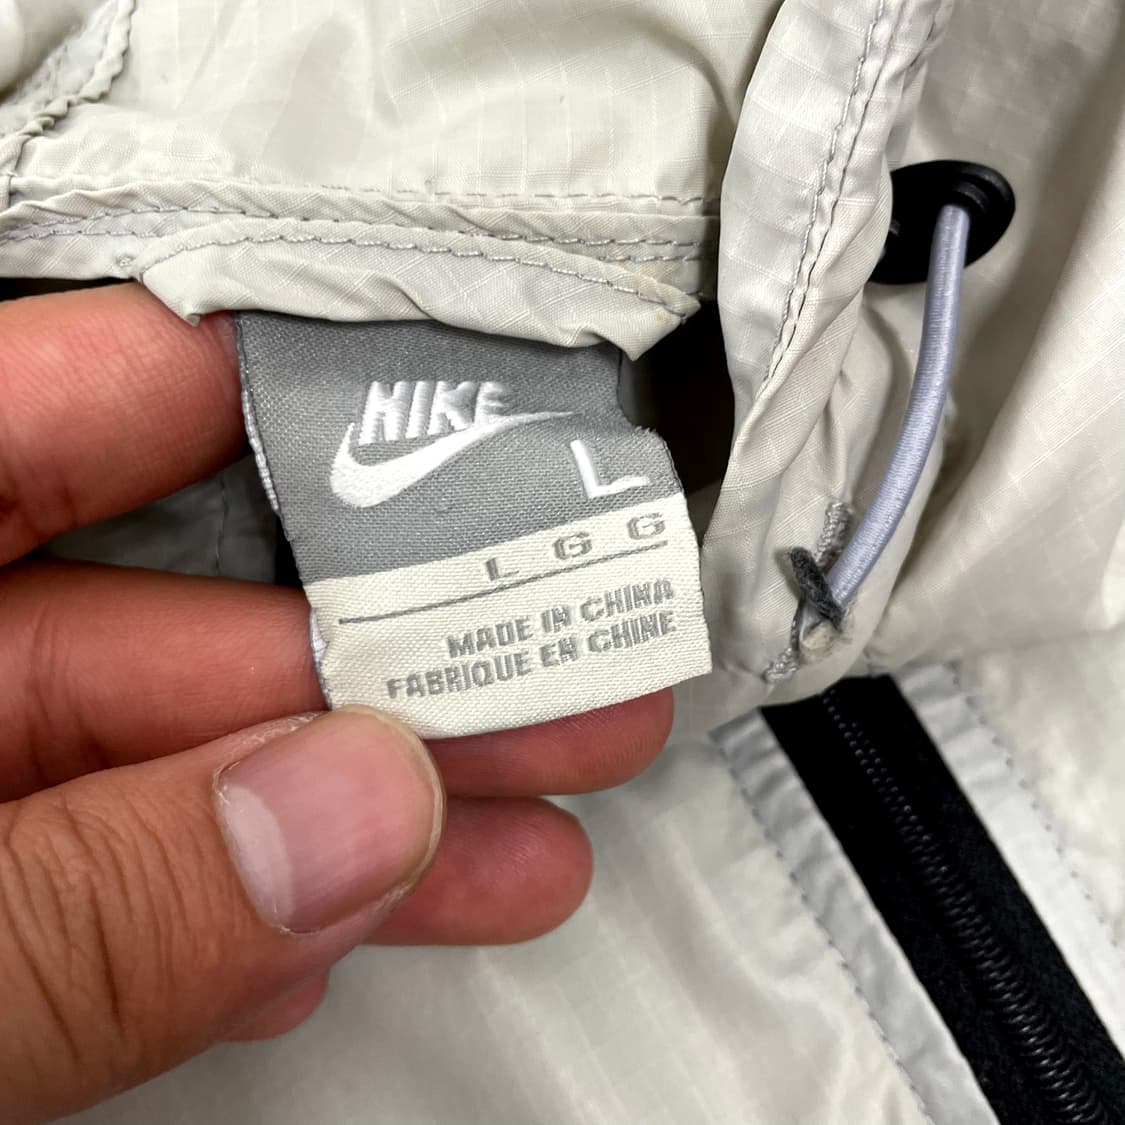 NIKE
L
L G G
MADE IN CHINA
FABRIQUE EN CHINE